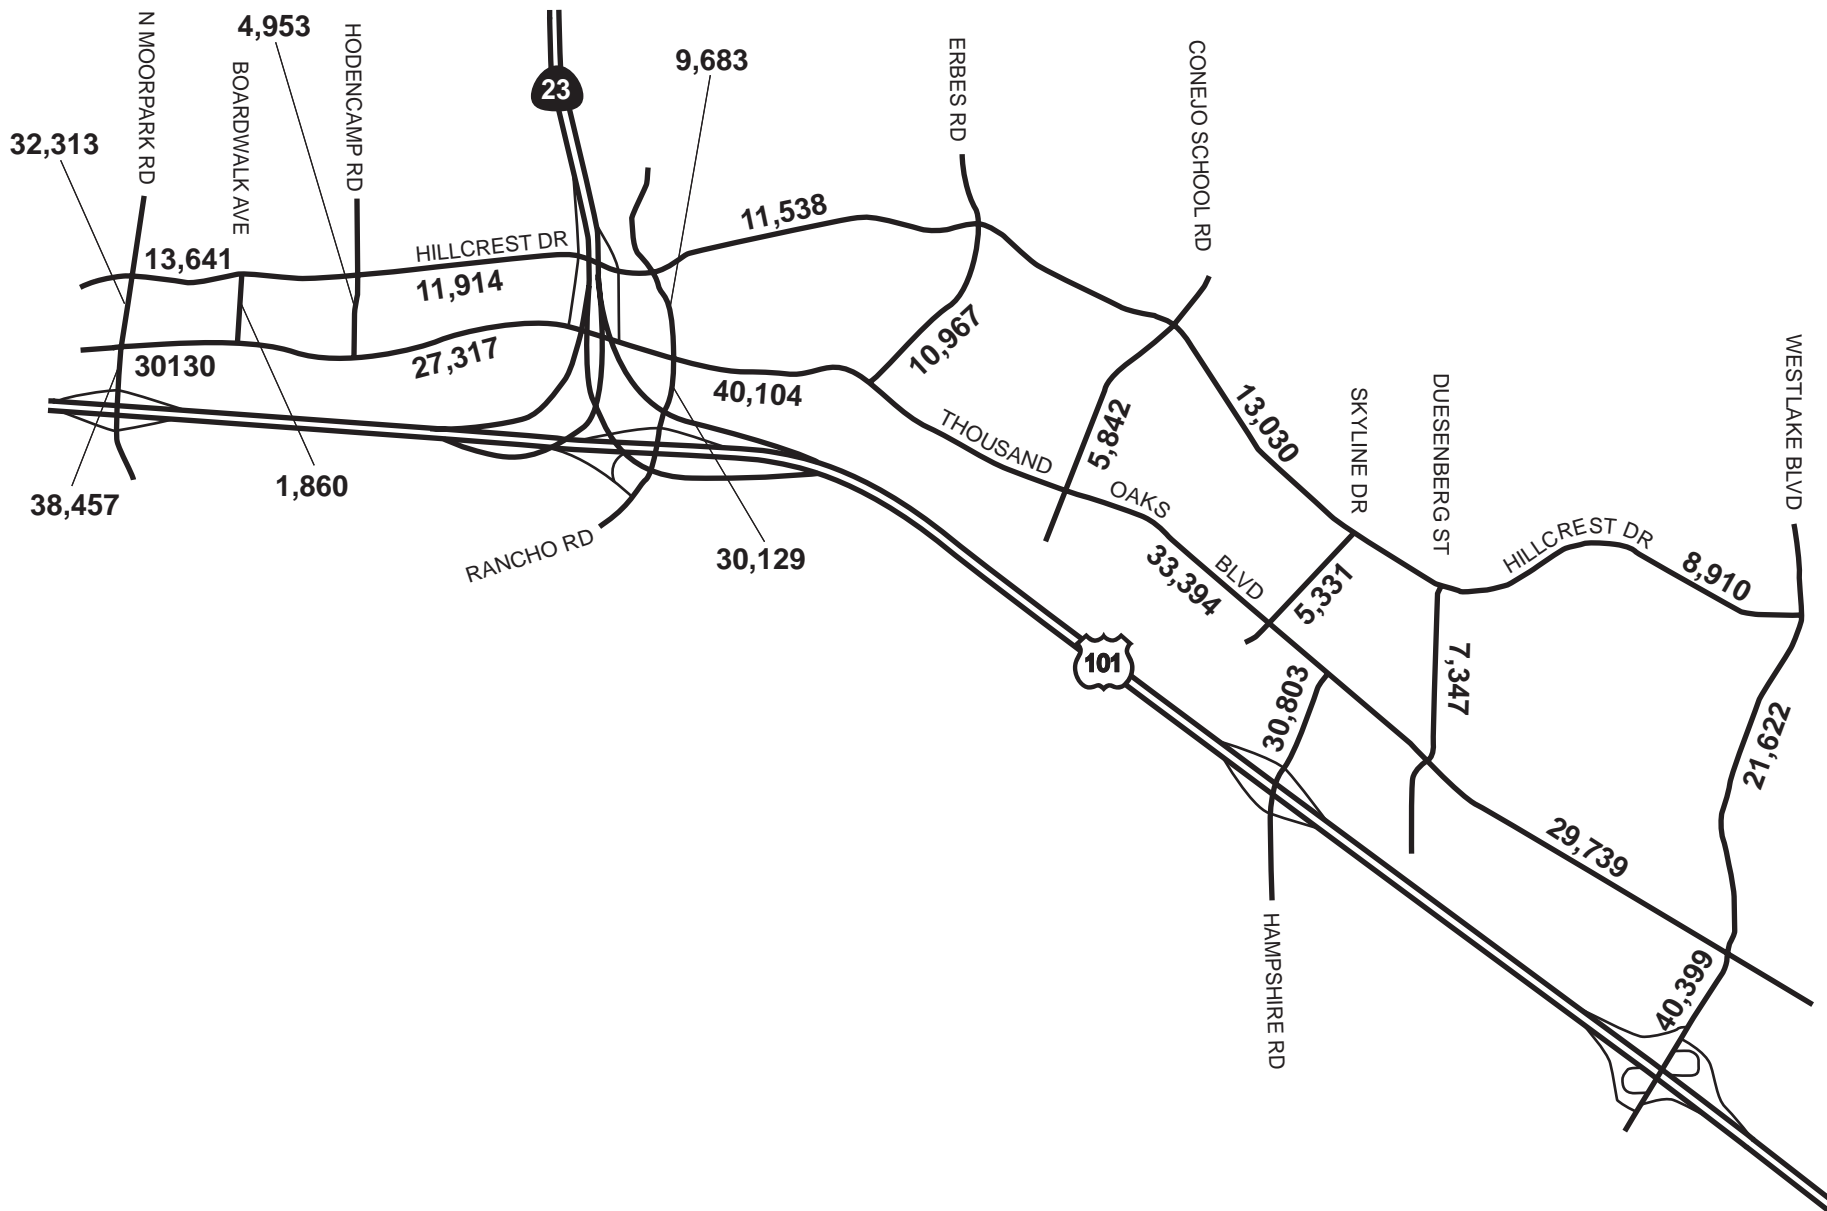 N MOORPARK RD
4,953
BOARDWALK AVE
HODENCAMP RD
23
9,683
ERBES RD
CONEJO SCHOOL RD
32,313
13,641
HILLCREST DR
11,914
11,538
30130
27,317
40,104
10,967
THOUSAND
OAKS
BLVD
5,842
13,030
SKYLINE DR
DUESENBERG ST
WESTLAKE BLVD
38,457
1,860
RANCHO RD
30,129
33,394
5,331
HILLCREST DR
8,910
101
30,803
7,347
21,622
29,739
HAMPSHIRE RD
40,399